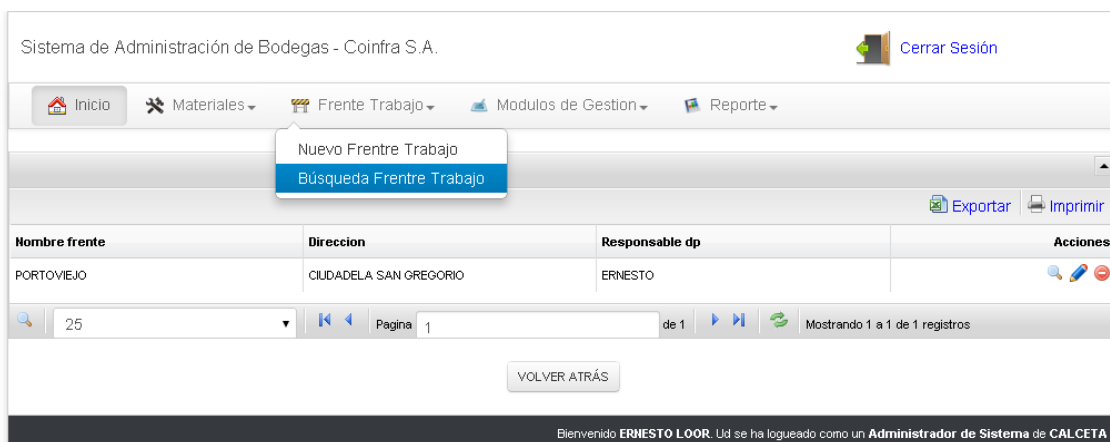 Sistema de Administración de Bodegas - Coinfra S.A. Cerrar Sesión
Inicio Materiales Frente Trabajo Modulos de Gestion Reporte
Nuevo Frentre Trabajo
Búsqueda Frentre Trabajo
Exportar Imprimir
Nombre frente Direccion Responsable dp Acciones
PORTOVIEJO CIUDADELA SAN GREGORIO ERNESTO
25 Pagina 1 de 1 Mostrando 1 a 1 de 1 registros
VOLVER ATRÁS
Bienvenido ERNESTO LOOR. Ud se ha logueado como un Administrador de Sistema de CALCETA